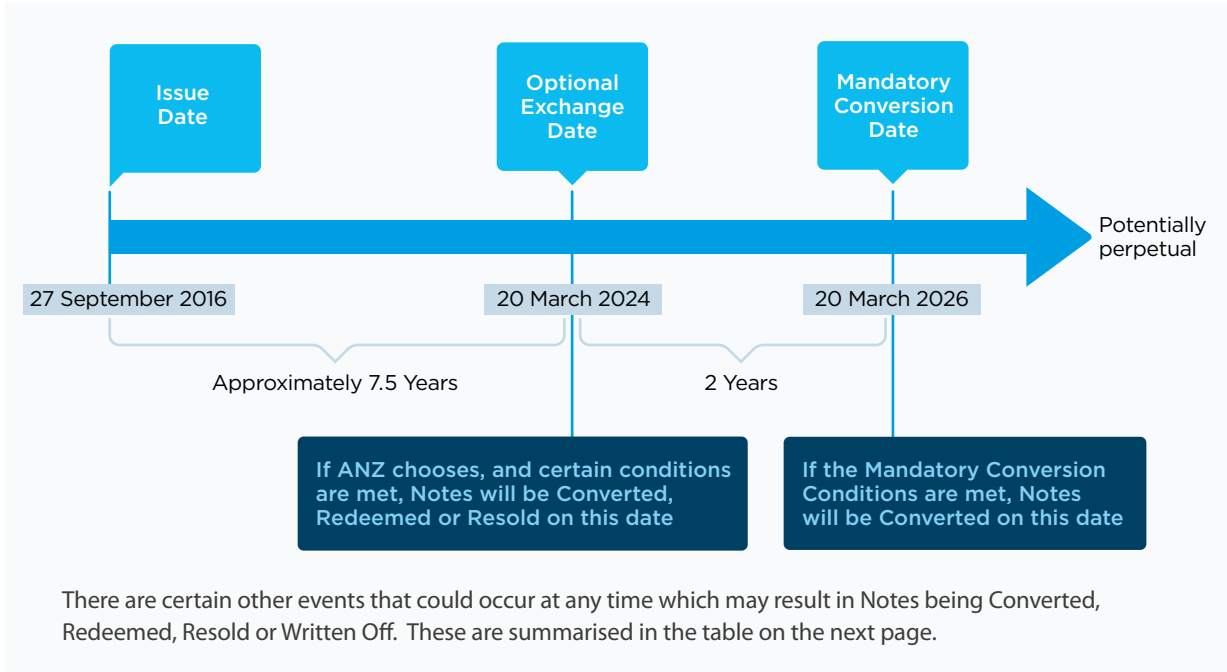 Issue
Date
Optional
Exchange
Date
Mandatory
Conversion
Date
Potentially
perpetual
27 September 2016
20 March 2024
20 March 2026
Approximately 7.5 Years
2 Years
If ANZ chooses, and certain conditions
are met, Notes will be Converted,
Redeemed or Resold on this date
If the Mandatory Conversion
Conditions are met, Notes
will be Converted on this date
There are certain other events that could occur at any time which may result in Notes being Converted,
Redeemed, Resold or Written Off. These are summarised in the table on the next page.